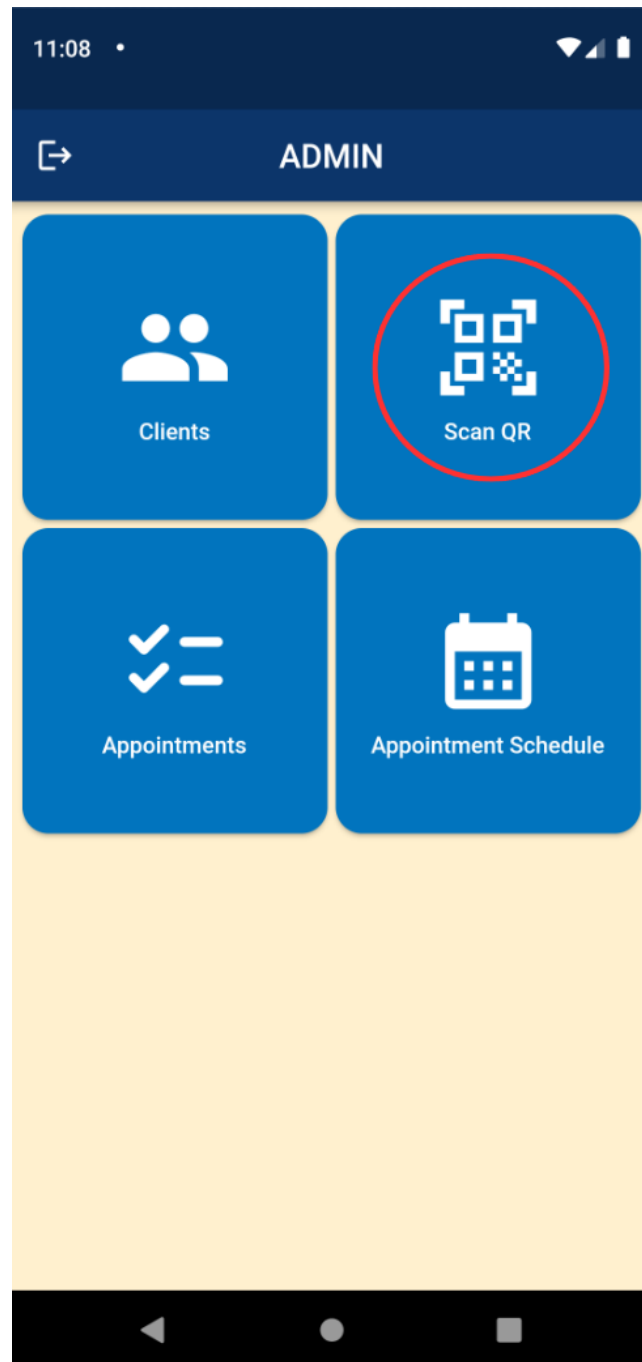 11:08
ADMIN
Clients
Scan QR
Appointments
Appointment Schedule